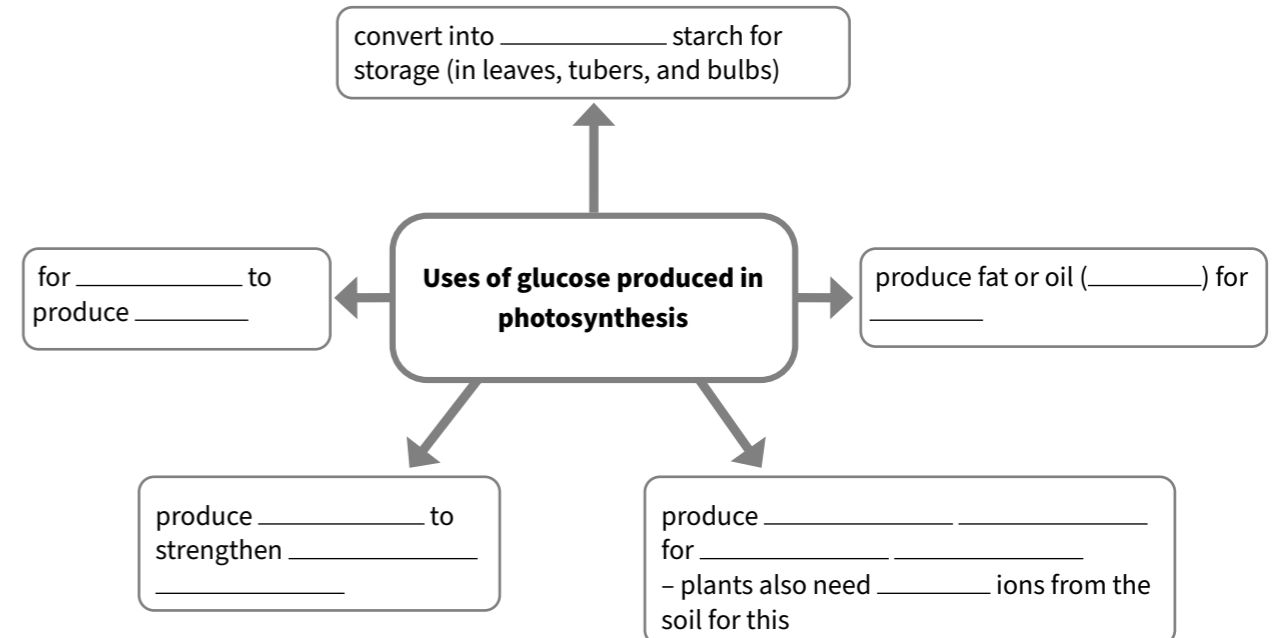 convert into ____________ starch for
storage (in leaves, tubers, and bulbs)
for ____________ to
produce ________
Uses of glucose produced in
photosynthesis
produce fat or oil (________) for
________
produce ____________ to
strengthen ______________
______________
produce ______________ ______________
for ______________ ______________
– plants also need ________ ions from the
soil for this